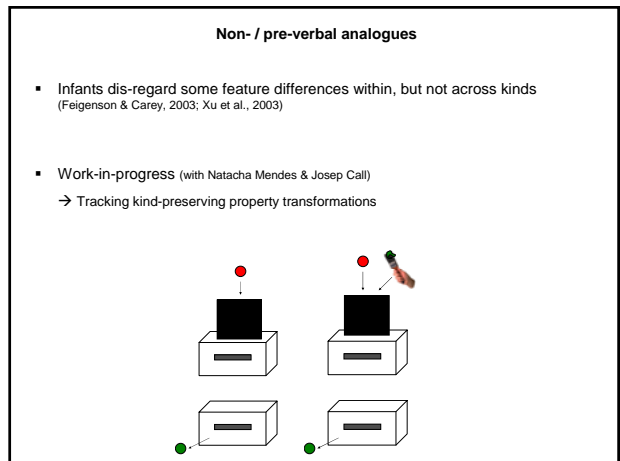 Non- / pre-verbal analogues
▪ Infants dis-regard some feature differences within, but not across kinds
(Feigenson & Carey, 2003; Xu et al., 2003)
▪ Work-in-progress (with Natacha Mendes & Josep Call)
→ Tracking kind-preserving property transformations